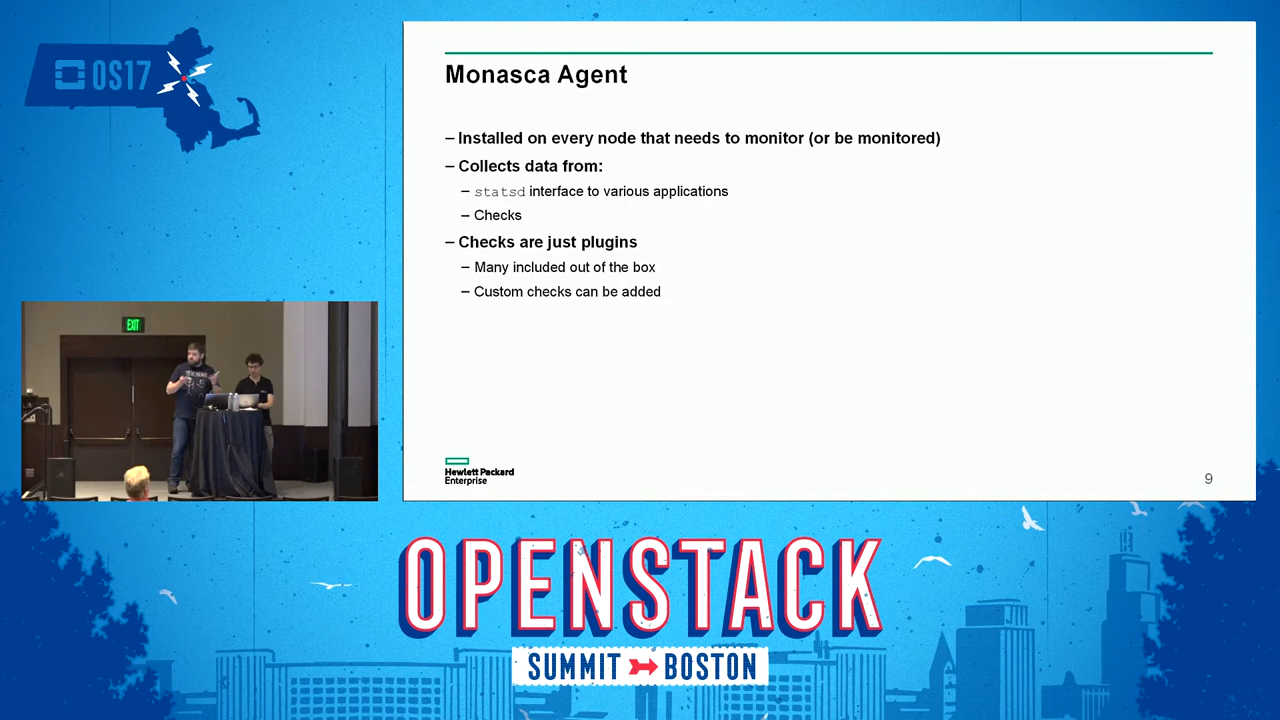 OS17
Monasca Agent
– Installed on every node that needs to monitor (or be monitored)
– Collects data from:
– statsd interface to various applications
– Checks
– Checks are just plugins
– Many included out of the box
– Custom checks can be added
Hewlett Packard
Enterprise
9
EXIT
OPENSTACK
SUMMIT BOSTON